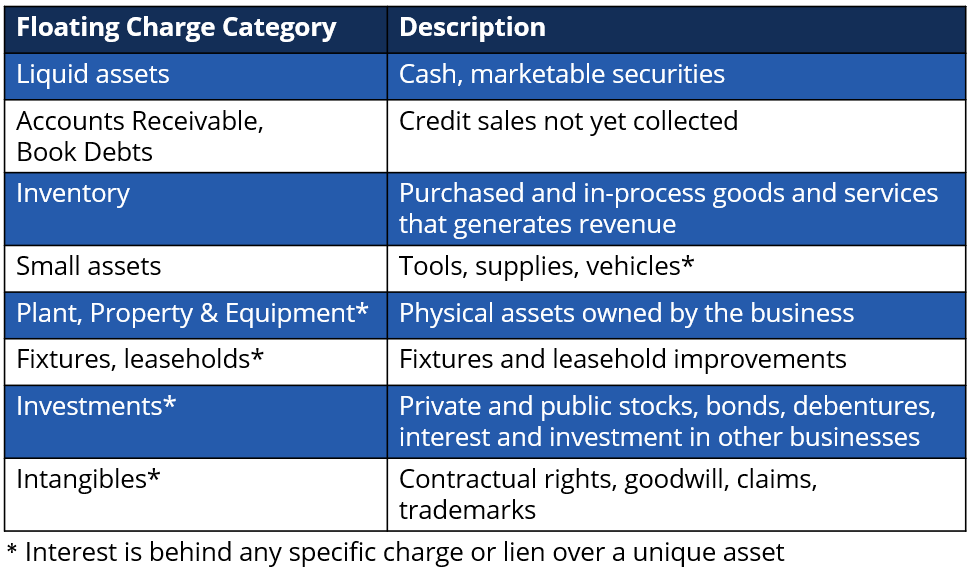 Floating Charge Category Description
Liquid assets Cash, marketable securities
Accounts Receivable, Credit sales not yet collected
Book Debts
Inventory Purchased and in-process goods and services
that generates revenue
Small assets Tools, supplies, vehicles*
Plant, Property & Equipment* Physical assets owned by the business
Fixtures, leaseholds* Fixtures and leasehold improvements
Investments* Private and public stocks, bonds, debentures,
interest and investment in other businesses
Intangibles* Contractual rights, goodwill, claims,
trademarks
* Interest is behind any specific charge or lien over a unique asset